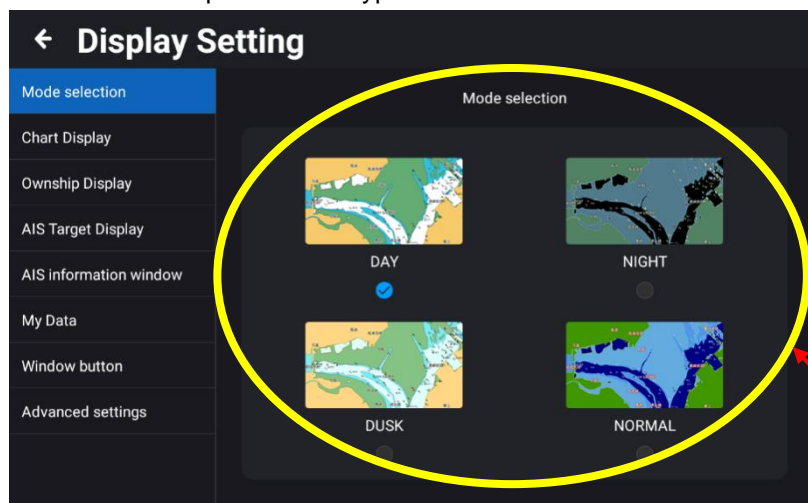 ← Display Setting
Mode selection
Chart Display
Ownship Display
AIS Target Display
AIS information window
My Data
Window button
Advanced settings
Mode selection
DAY
NIGHT
DUSK
NORMAL